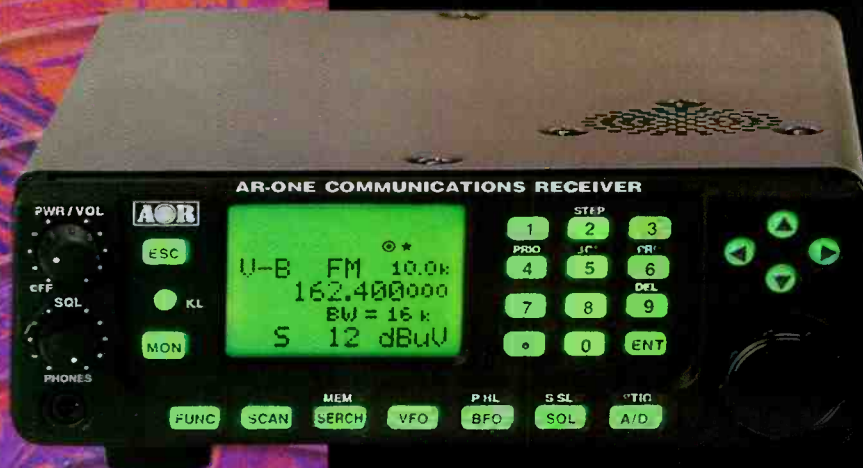 AR-ONE COMMUNICATIONS RECEIVER
PWR / VOL
AOR
ESC
OFF
SQL
KL
MON
PHONES
V-B FM 10.0k
162.400000
BW = 16 k
S 12 dBuV
STEP
1 2 3
PRIO
4 5 6
DEL
7 8 9
• 0 ENT
MEM
FUNC SCAN SERCH VFO BFO SQL A/D